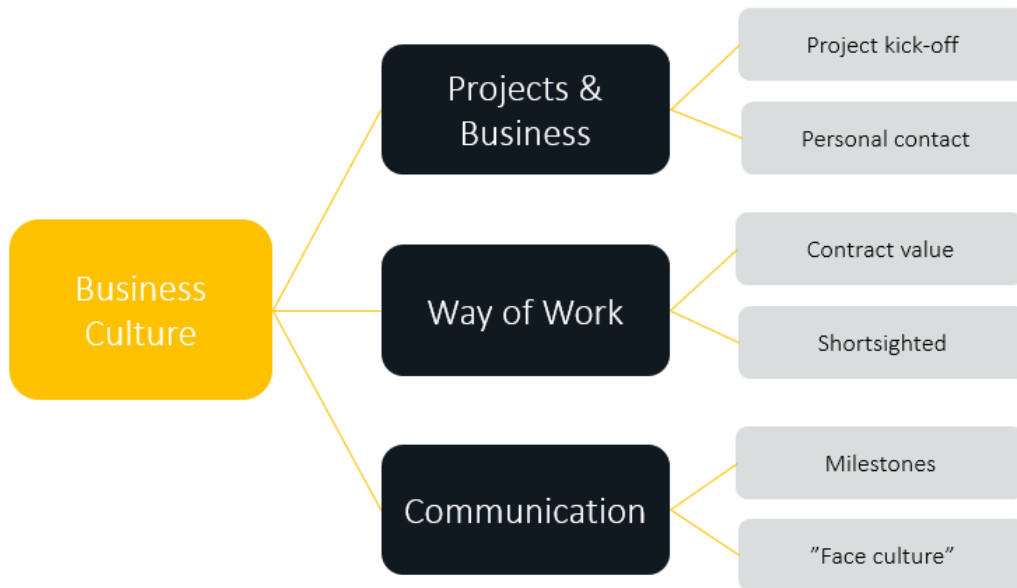 Business
Culture
Projects &
Business
Project kick-off
Personal contact
Way of Work
Contract value
Shortsighted
Communication
Milestones
”Face culture”